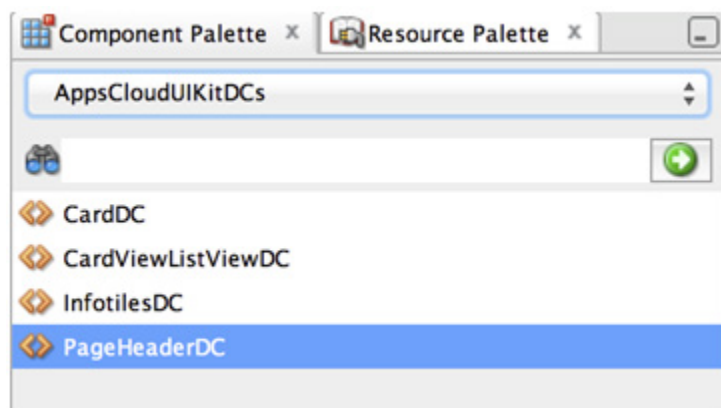 Component Palette x Resource Palette x
AppsCloudUIKitDCs
CardDC
CardViewListViewDC
InfotilesDC
PageHeaderDC